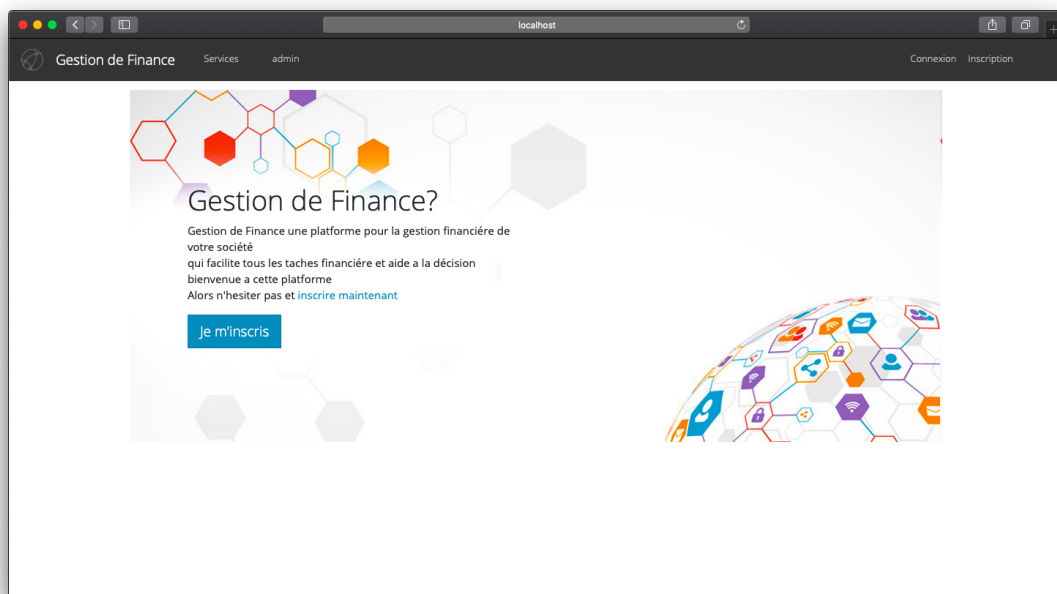 localhost
Gestion de Finance Services admin Connexion Inscription
Gestion de Finance?
Gestion de Finance une platforme pour la gestion financiére de
votre société
qui facilite tous les taches financiére et aide a la décision
bienvenue a cette platforme
Alors n'hesiter pas et inscrire maintenant
Je m'inscris